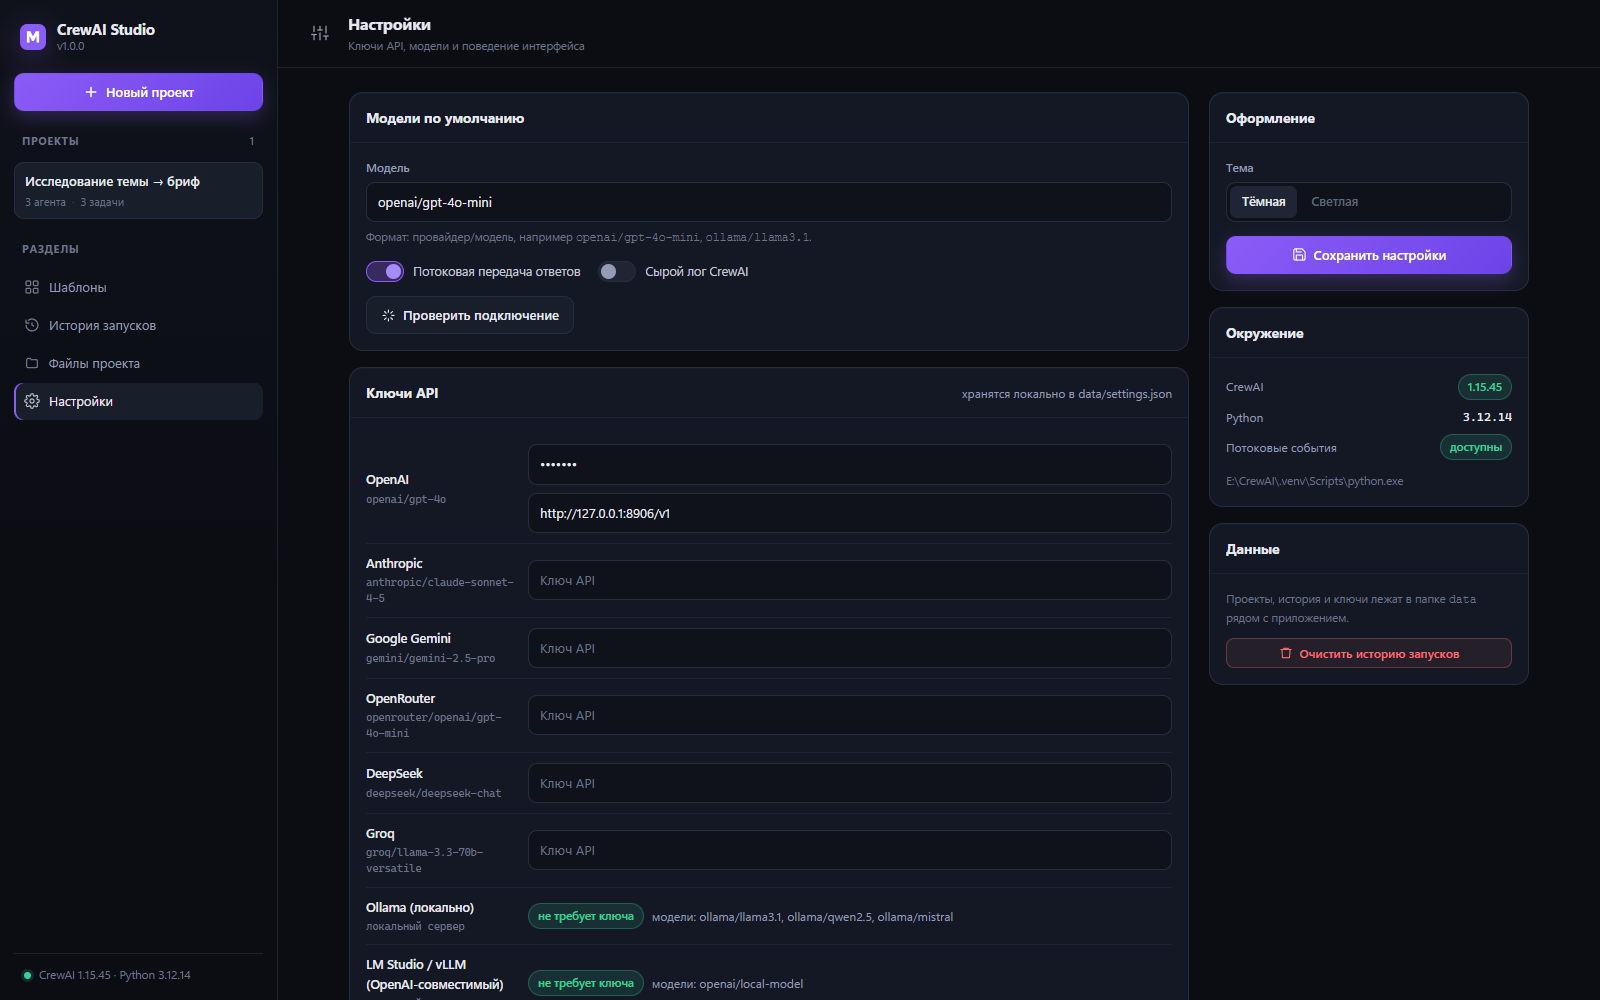 M
CrewAI Studio
v1.0.0
Новый проект
ПРОЕКТЫ 1
Исследование темы → бриф
3 агента · 3 задачи
РАЗДЕЛЫ
Шаблоны
История запусков
Файлы проекта
Настройки
CrewAI 1.15.45 · Python 3.12.14
Настройки
Ключи API, модели и поведение интерфейса
Модели по умолчанию
Модель
openai/gpt-4o-mini
Формат: провайдер/модель, например openai/gpt-4o-mini, ollama/llama3.1.
Потоковая передача ответов Сырой лог CrewAI
Проверить подключение
Ключи API хранятся локально в data/settings.json
OpenAI
openai/gpt-4o
•••••••
http://127.0.0.1:8906/v1
Anthropic
anthropic/claude-sonnet-
4-5
Ключ API
Google Gemini
gemini/gemini-2.5-pro
Ключ API
OpenRouter
openrouter/openai/gpt-
4o-mini
Ключ API
DeepSeek
deepseek/deepseek-chat
Ключ API
Groq
groq/llama-3.3-70b-
versatile
Ключ API
Ollama (локально)
локальный сервер
не требует ключа модели: ollama/llama3.1, ollama/qwen2.5, ollama/mistral
LM Studio / vLLM
(OpenAI-совместимый)
не требует ключа модели: openai/local-model
Оформление
Тема
Тёмная Светлая
Сохранить настройки
Окружение
CrewAI 1.15.45
Python 3.12.14
Потоковые события доступны
E:\CrewAI\.venv\Scripts\python.exe
Данные
Проекты, история и ключи лежат в папке data
рядом с приложением.
Очистить историю запусков